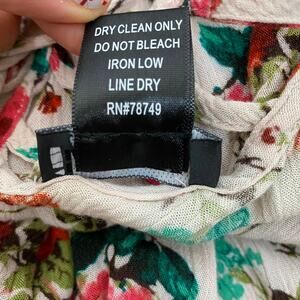 DRY CLEAN ONLY
DO NOT BLEACH
IRON LOW
LINE DRY
RN#78749